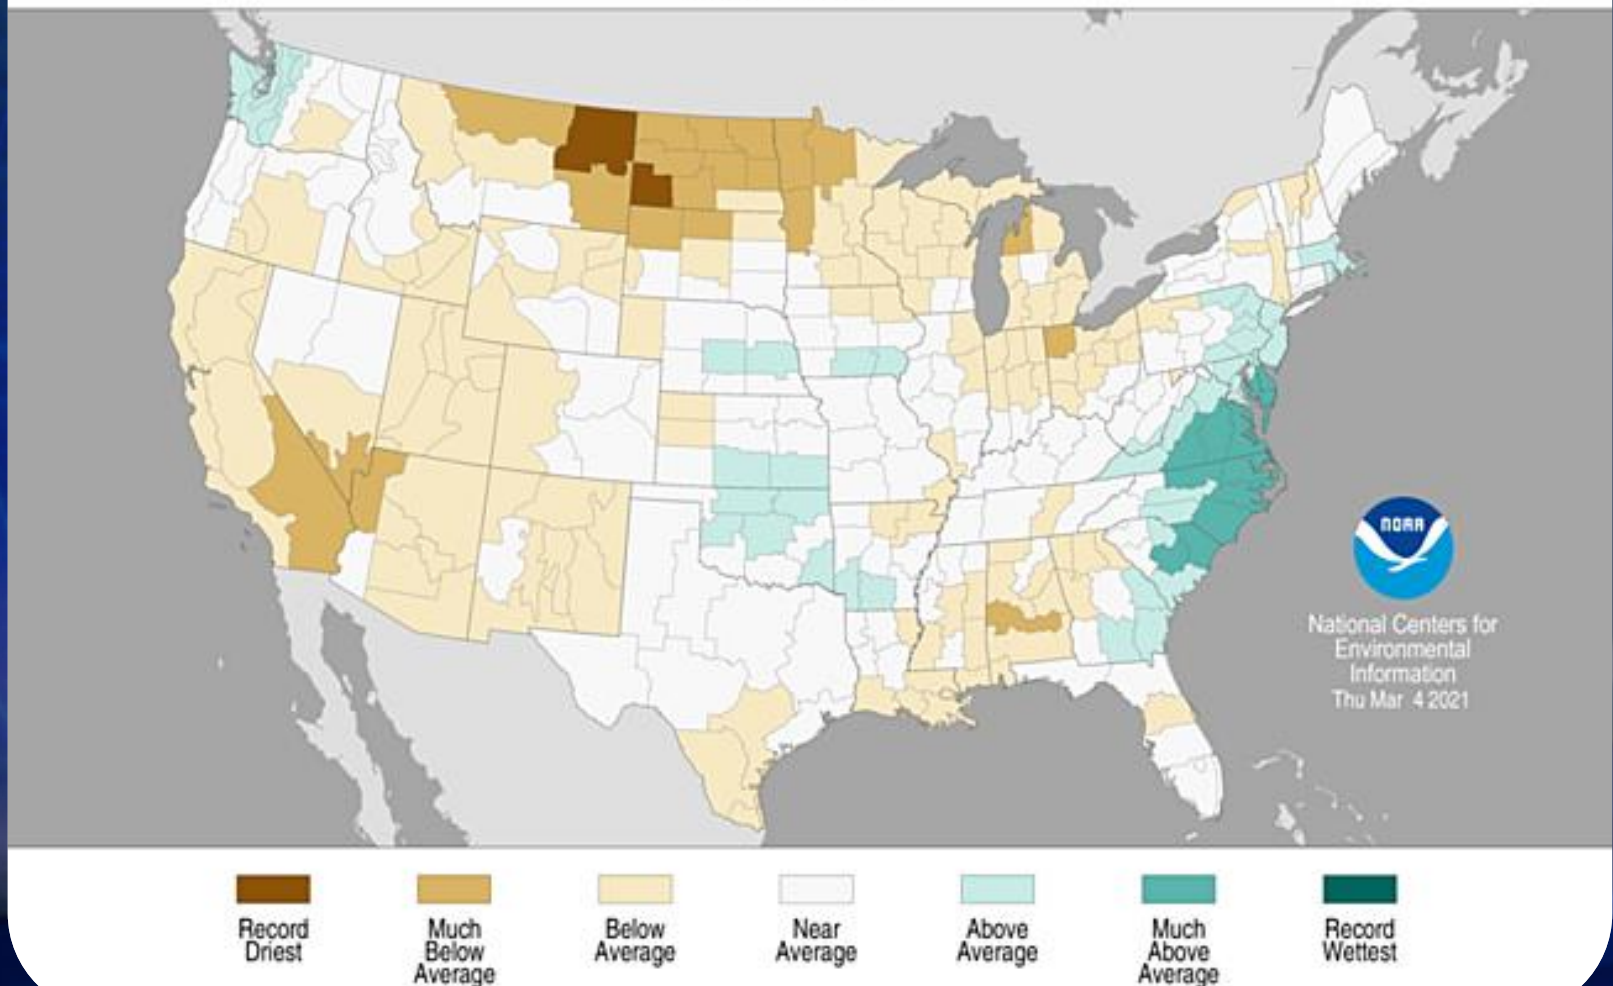 NOAA
National Centers for
Environmental
Information
Thu Mar 4 2021
Record
Driest
Much
Below
Average
Below
Average
Near
Average
Above
Average
Much
Above
Average
Record
Wettest